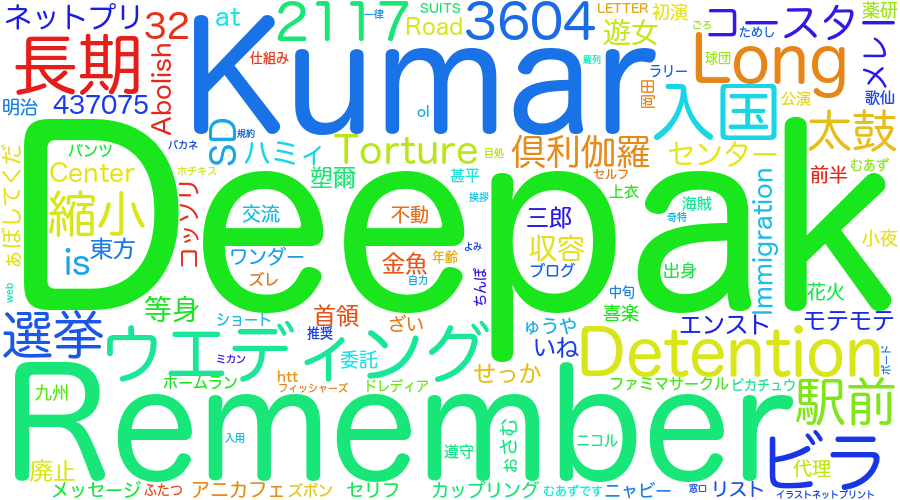 ネットプリ
32
at
2117
SUITS
一律
Road
3604
LETTER
遊女
初演
ごろ
コースター
ためし
薬研
長期
Abolish
Kumar
仕組み
羅列
Long
球団
ラリー
メレ
明治
437075
SD
規約
ol
岡田
入国
公演
歌仙
バカネ
ハミィ
Torture
目処
倶利伽羅
センター
太鼓
パンツ
ホチキス
Center
塑爾
甚平
セルフ
前半
むあず
あぼしてくだ
縮小
コッソリ
Deepak
挨拶
上衣
Immigration
交流
不動
三郎
海賊
奇特
小夜
is
東方
ワンダー
金魚
年齢
よみ
収容
ブログ
出身
ズレ
自力
ちんぽ
web
等身
ショート
首領
ざい
推奨
中旬
喜楽
花火
選挙
ウエディング
ミカン
委託
ゆうや
いね
エンスト
モテモテ
Detention
ボード
ホームラン
htt
フィッシャーズ
ドレディア
せっか
ファミマサークル
ピカチュウ
九州
Remember
駅前
入用
遵守
おさむ
ニコル
ビラ
廃止
代理
メッセージ
ふたつ
アニカフェ
ズボン
セリフ
カップリング
むあずです
ニャビー
窓口
リスト
イラストネットプリント